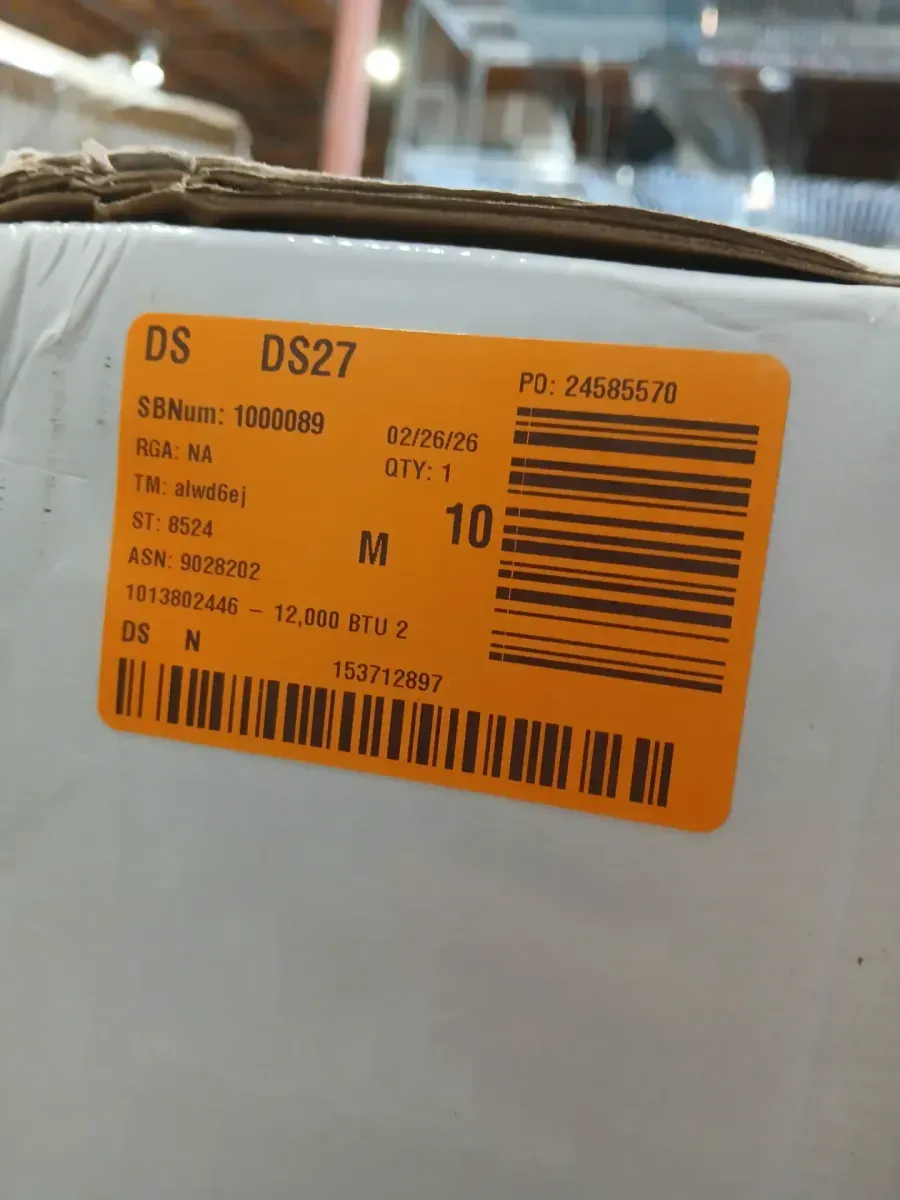 DS DS27
PO: 24585570
SBNum: 1000089
02/26/26
RGA: NA
QTY: 1
TM: alwd6ej
ST: 8524
M 10
ASN: 9028202
1013802446 – 12,000 BTU 2
DS N
153712897